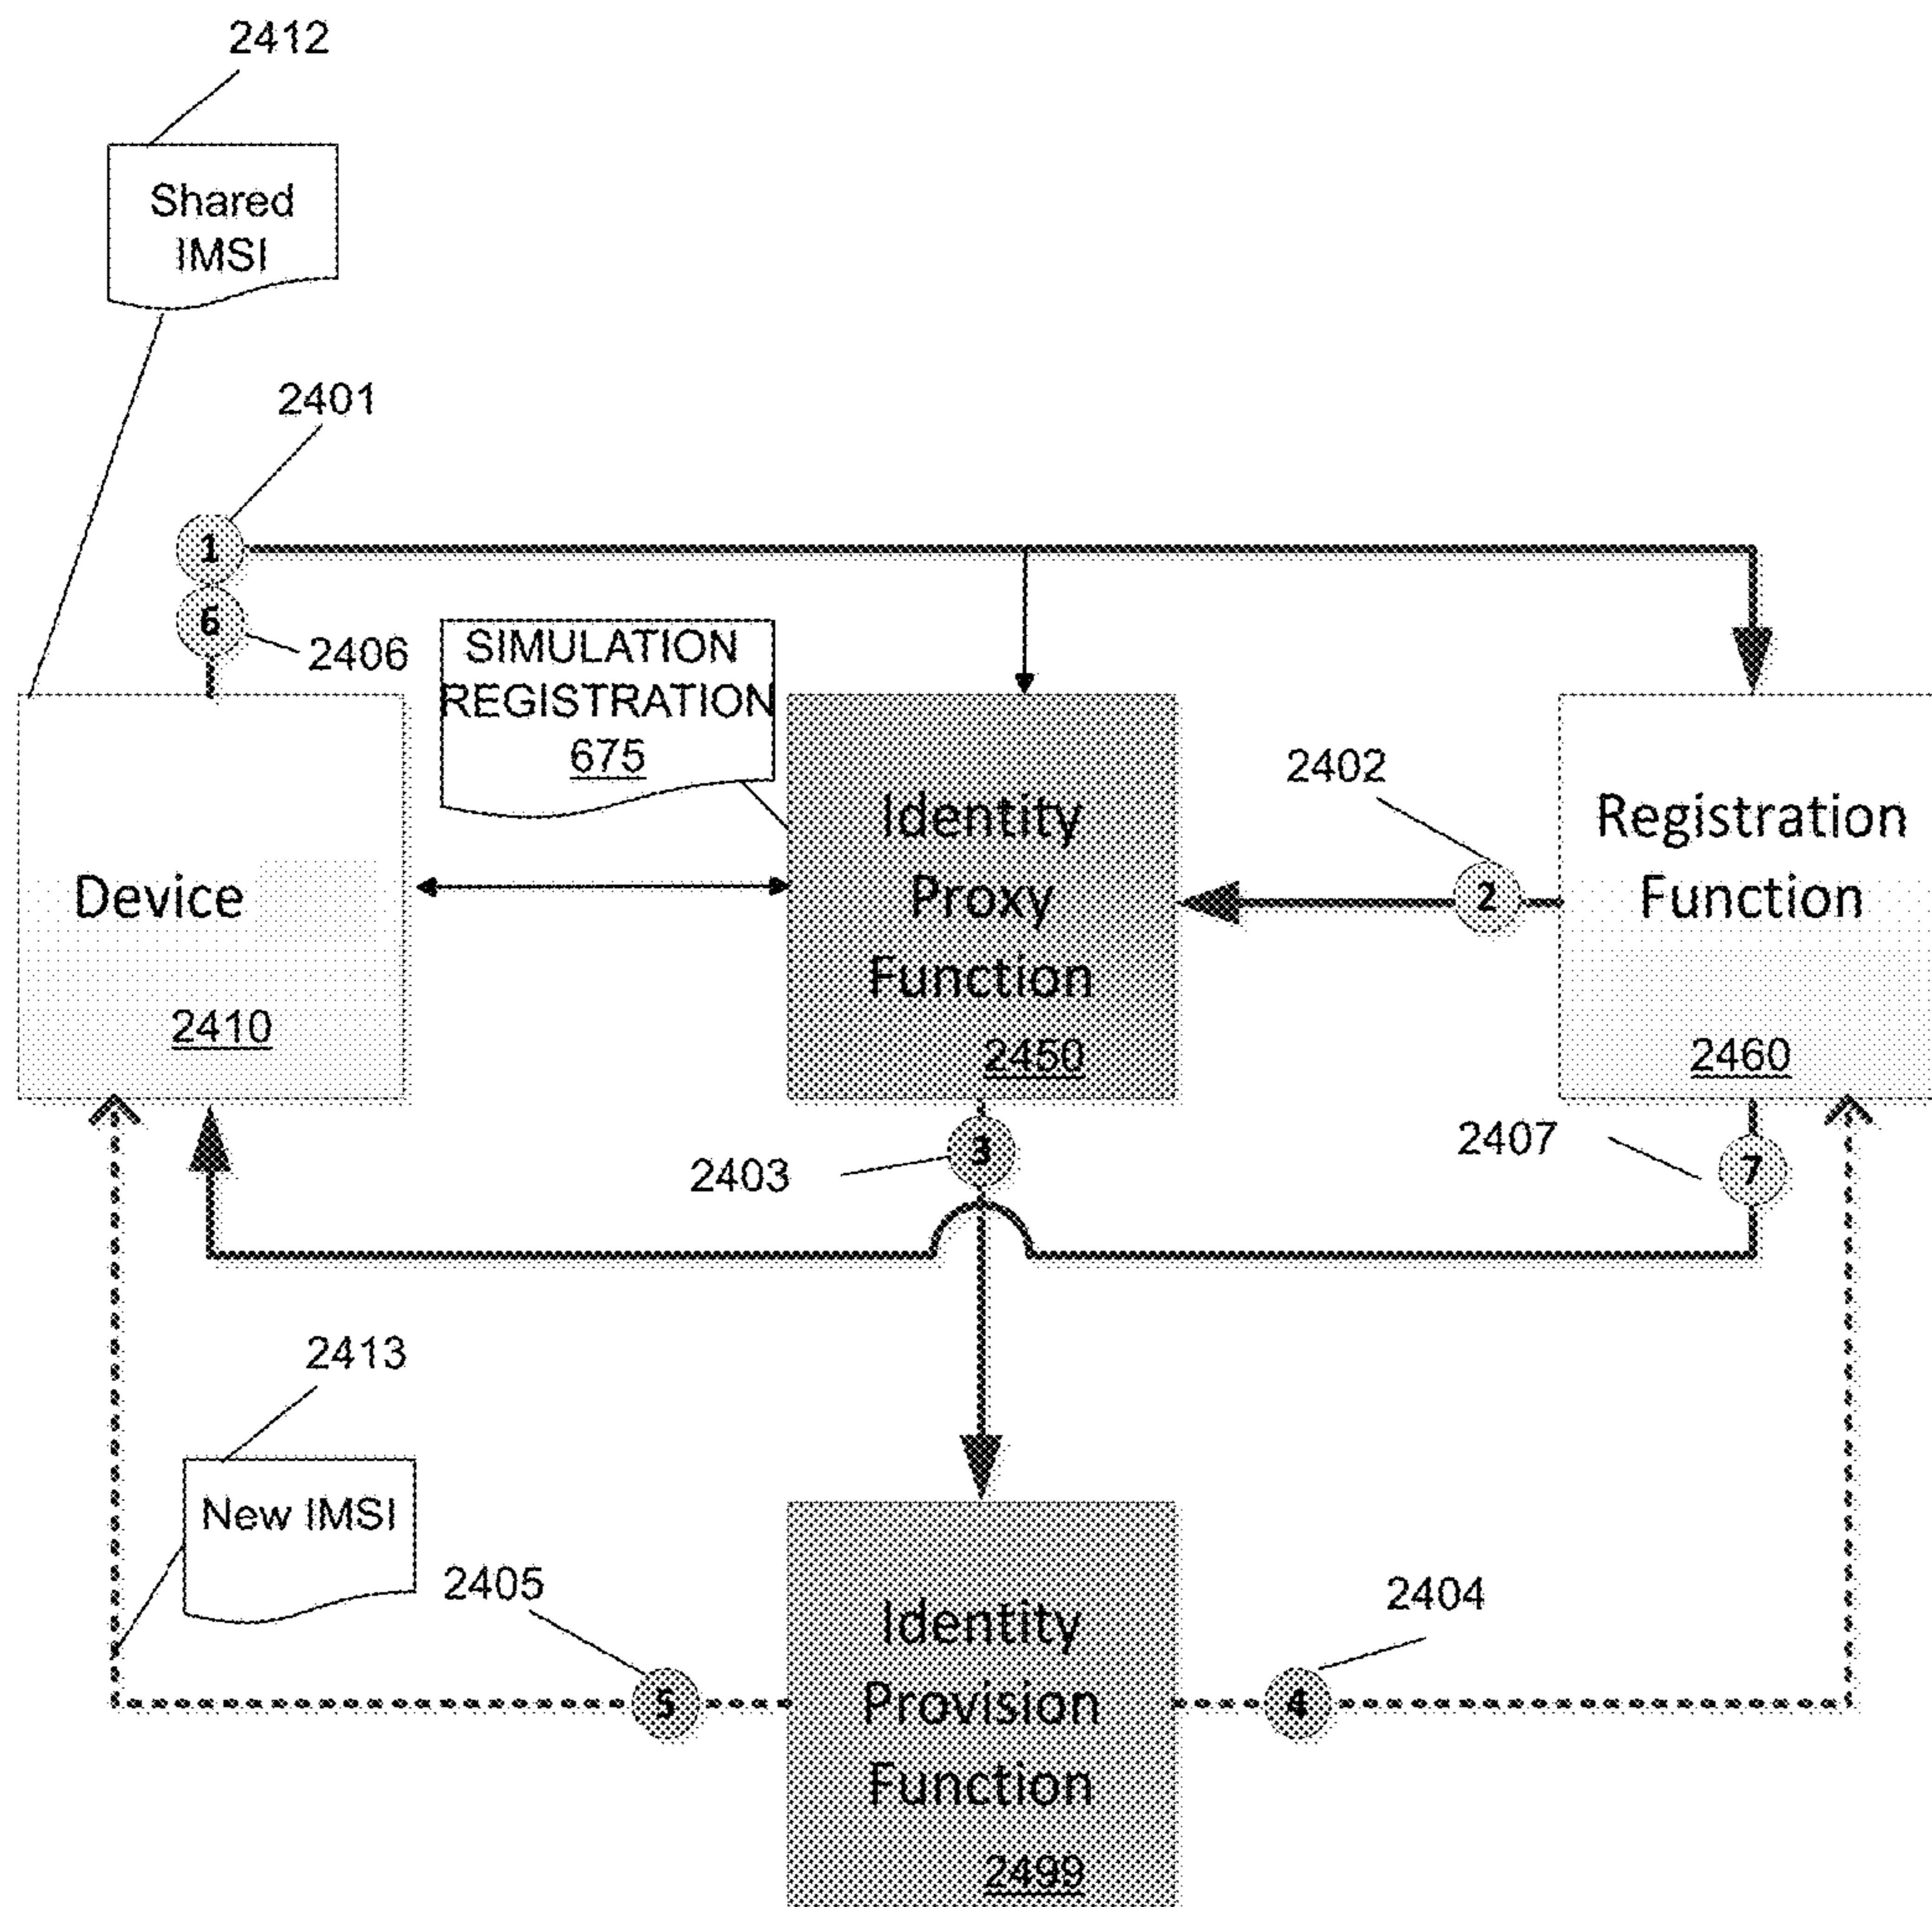 2412
Shared
IMSI
2401
1
6
2406
SIMULATION
REGISTRATION
675
Device
2410
Identity
Proxy
Function
2450
2402
2
Registration
Function
2460
3
2403
2407
7
2413
New IMSI
2405
5
2404
4
Identity
Provision
Function
2499